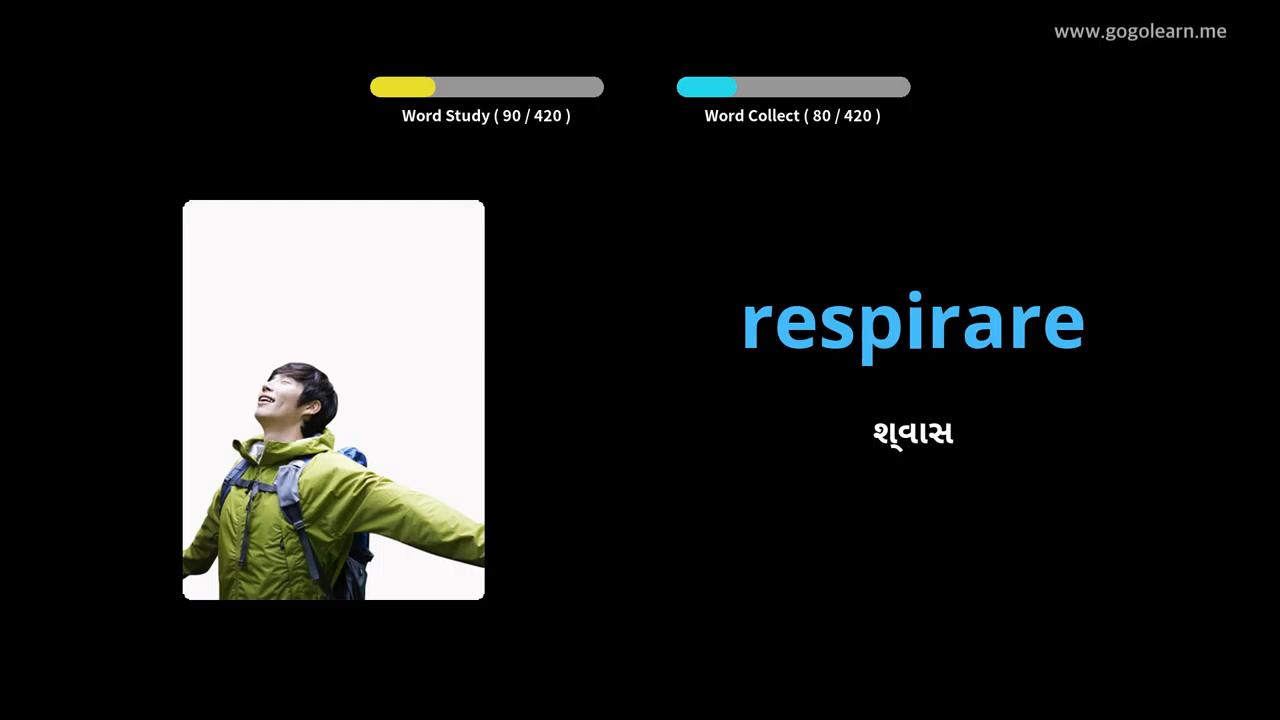 www.gogolearn.me
Word Study ( 90 / 420 )
Word Collect ( 80 / 420 )
respirare
શ્વાસ